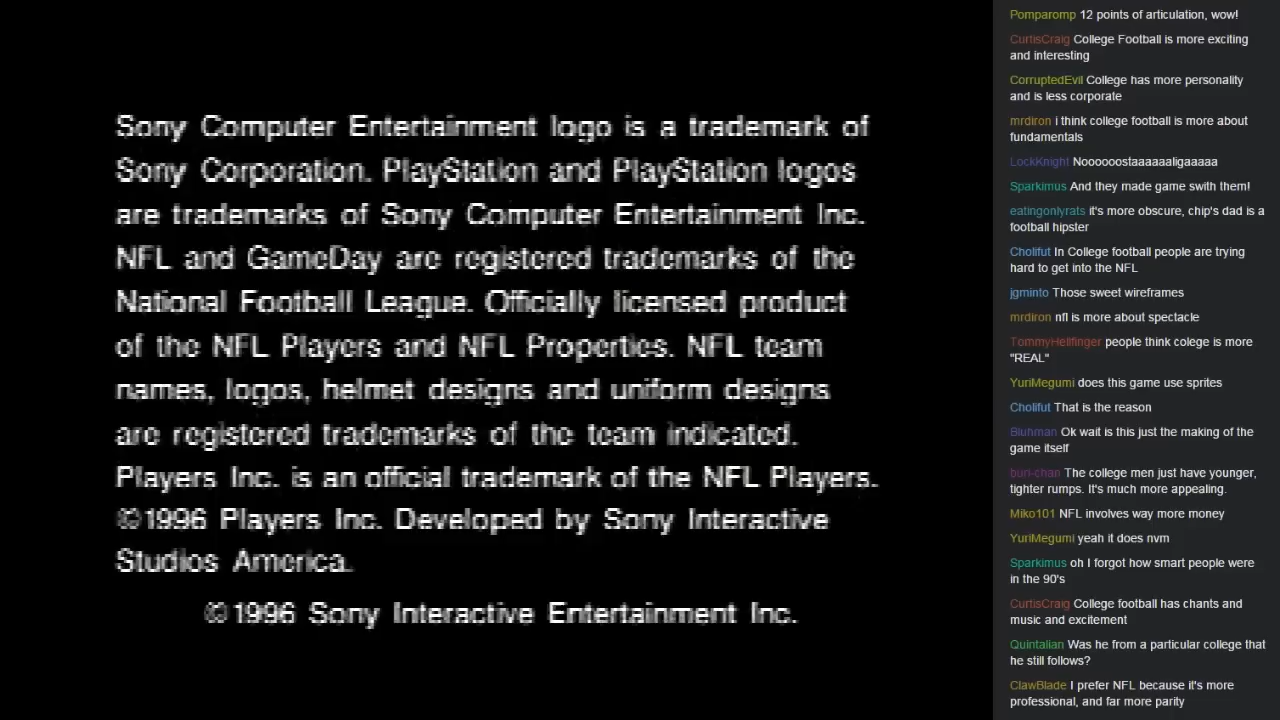 Sony Computer Entertainment logo is a trademark of
Sony Corporation. PlayStation and PlayStation logos
are trademarks of Sony Computer Entertainment Inc.
NFL and GameDay are registered trademarks of the
National Football League. Officially licensed product
of the NFL Players and NFL Properties. NFL team
names, logos, helmet designs and uniform designs
are registered trademarks of the team indicated.
Players Inc. is an official trademark of the NFL Players.
©1996 Players Inc. Developed by Sony Interactive
Studios America.
©1996 Sony Interactive Entertainment Inc.
Pomparomp 12 points of articulation, wow!
CurtisCraig College Football is more exciting
and interesting
CorruptedEvil College has more personality
and is less corporate
mrdiron i think college football is more about
fundamentals
LockKnight Noooooostaaaaaaligaaaaa
Sparkimus And they made game swith them!
eatingonlyrats it's more obscure, chip's dad is a
football hipster
Cholifut In College football people are trying
hard to get into the NFL
jgminto Those sweet wireframes
mrdiron nfl is more about spectacle
TommyHellfinger people think colege is more
"REAL"
YuriMegumi does this game use sprites
Cholifut That is the reason
Bluhman Ok wait is this just the making of the
game itself
buri-chan The college men just have younger,
tighter rumps. It's much more appealing.
Miko101 NFL involves way more money
YuriMegumi yeah it does nvm
Sparkimus oh I forgot how smart people were
in the 90's
CurtisCraig College football has chants and
music and excitement
Quintalian Was he from a particular college that
he still follows?
ClawBlade I prefer NFL because it's more
professional, and far more parity